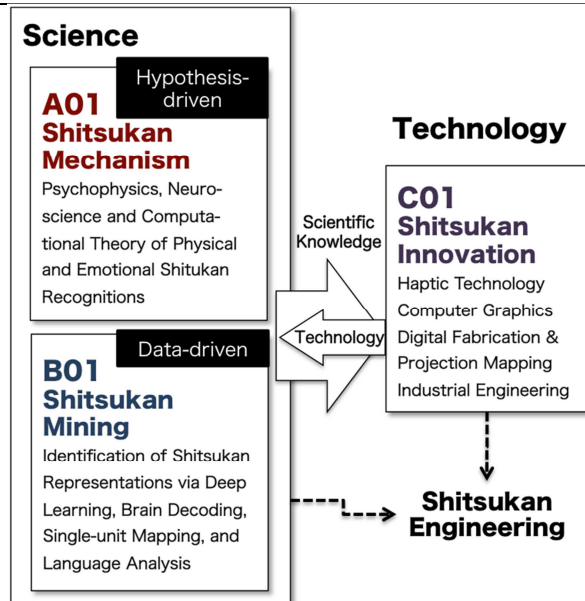 Science
Hypothesis-
driven
A01
Shitsukan
Mechanism
Psychophysics, Neuro-
science and Computa-
tional Theory of Physical
and Emotional Shitukan
Recognitions
Data-driven
B01
Shitsukan
Mining
Identification of Shitsukan
Representations via Deep
Learning, Brain Decoding,
Single-unit Mapping, and
Language Analysis
Scientific
Knowledge
Technology
Technology
C01
Shitsukan
Innovation
Haptic Technology
Computer Graphics
Digital Fabrication &
Projection Mapping
Industrial Engineering
Shitsukan
Engineering